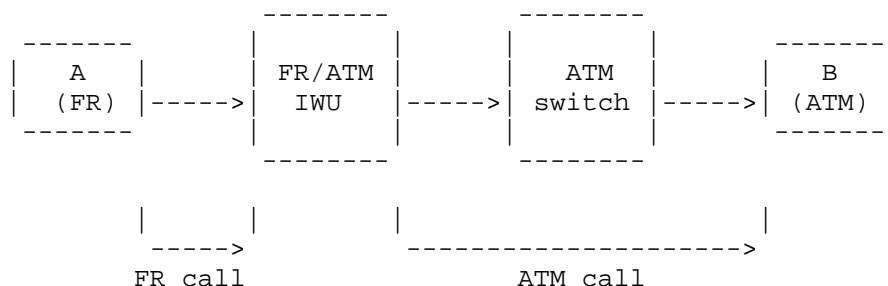 A FR/ATM ATM B
(FR) IWU switch (ATM)
FR call ATM call